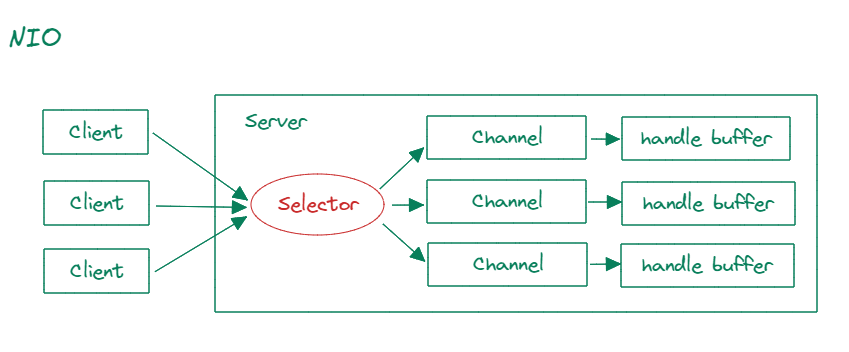 NIO
Server
Client
Channel
handle buffer
Client
Selector
Channel
handle buffer
Client
Channel
handle buffer